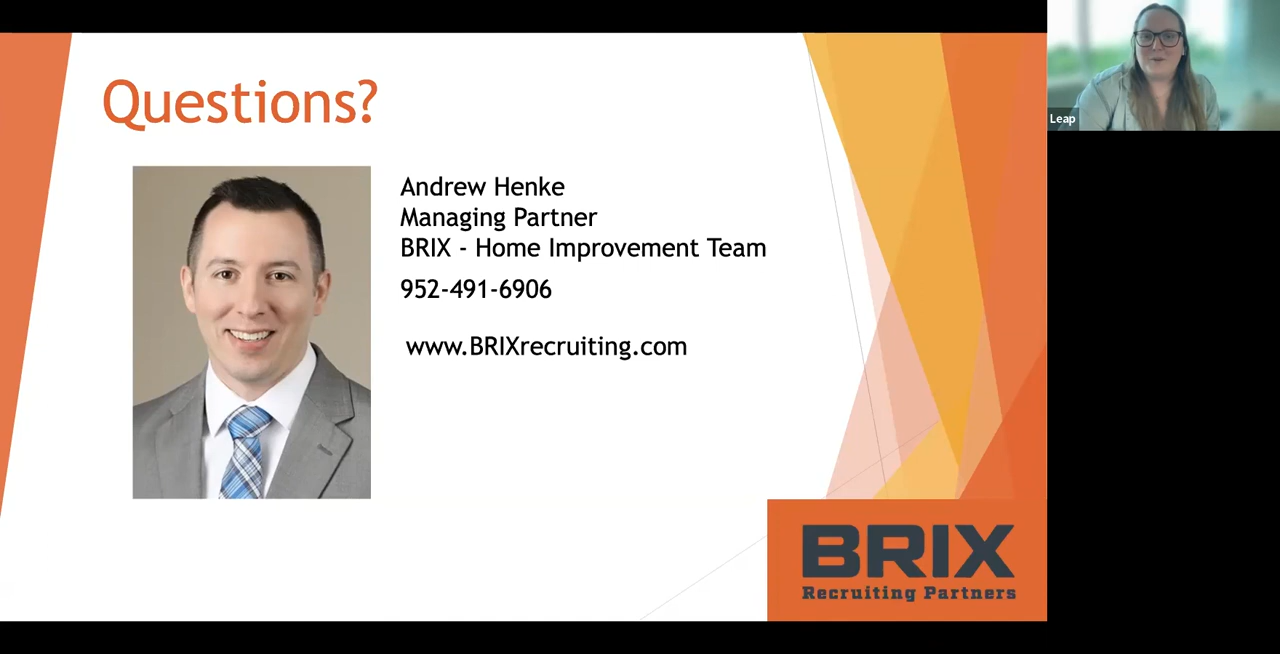 Questions?
Andrew Henke
Managing Partner
BRIX - Home Improvement Team
952-491-6906
www.BRIXrecruiting.com
BRIX
Recruiting Partners
Leap